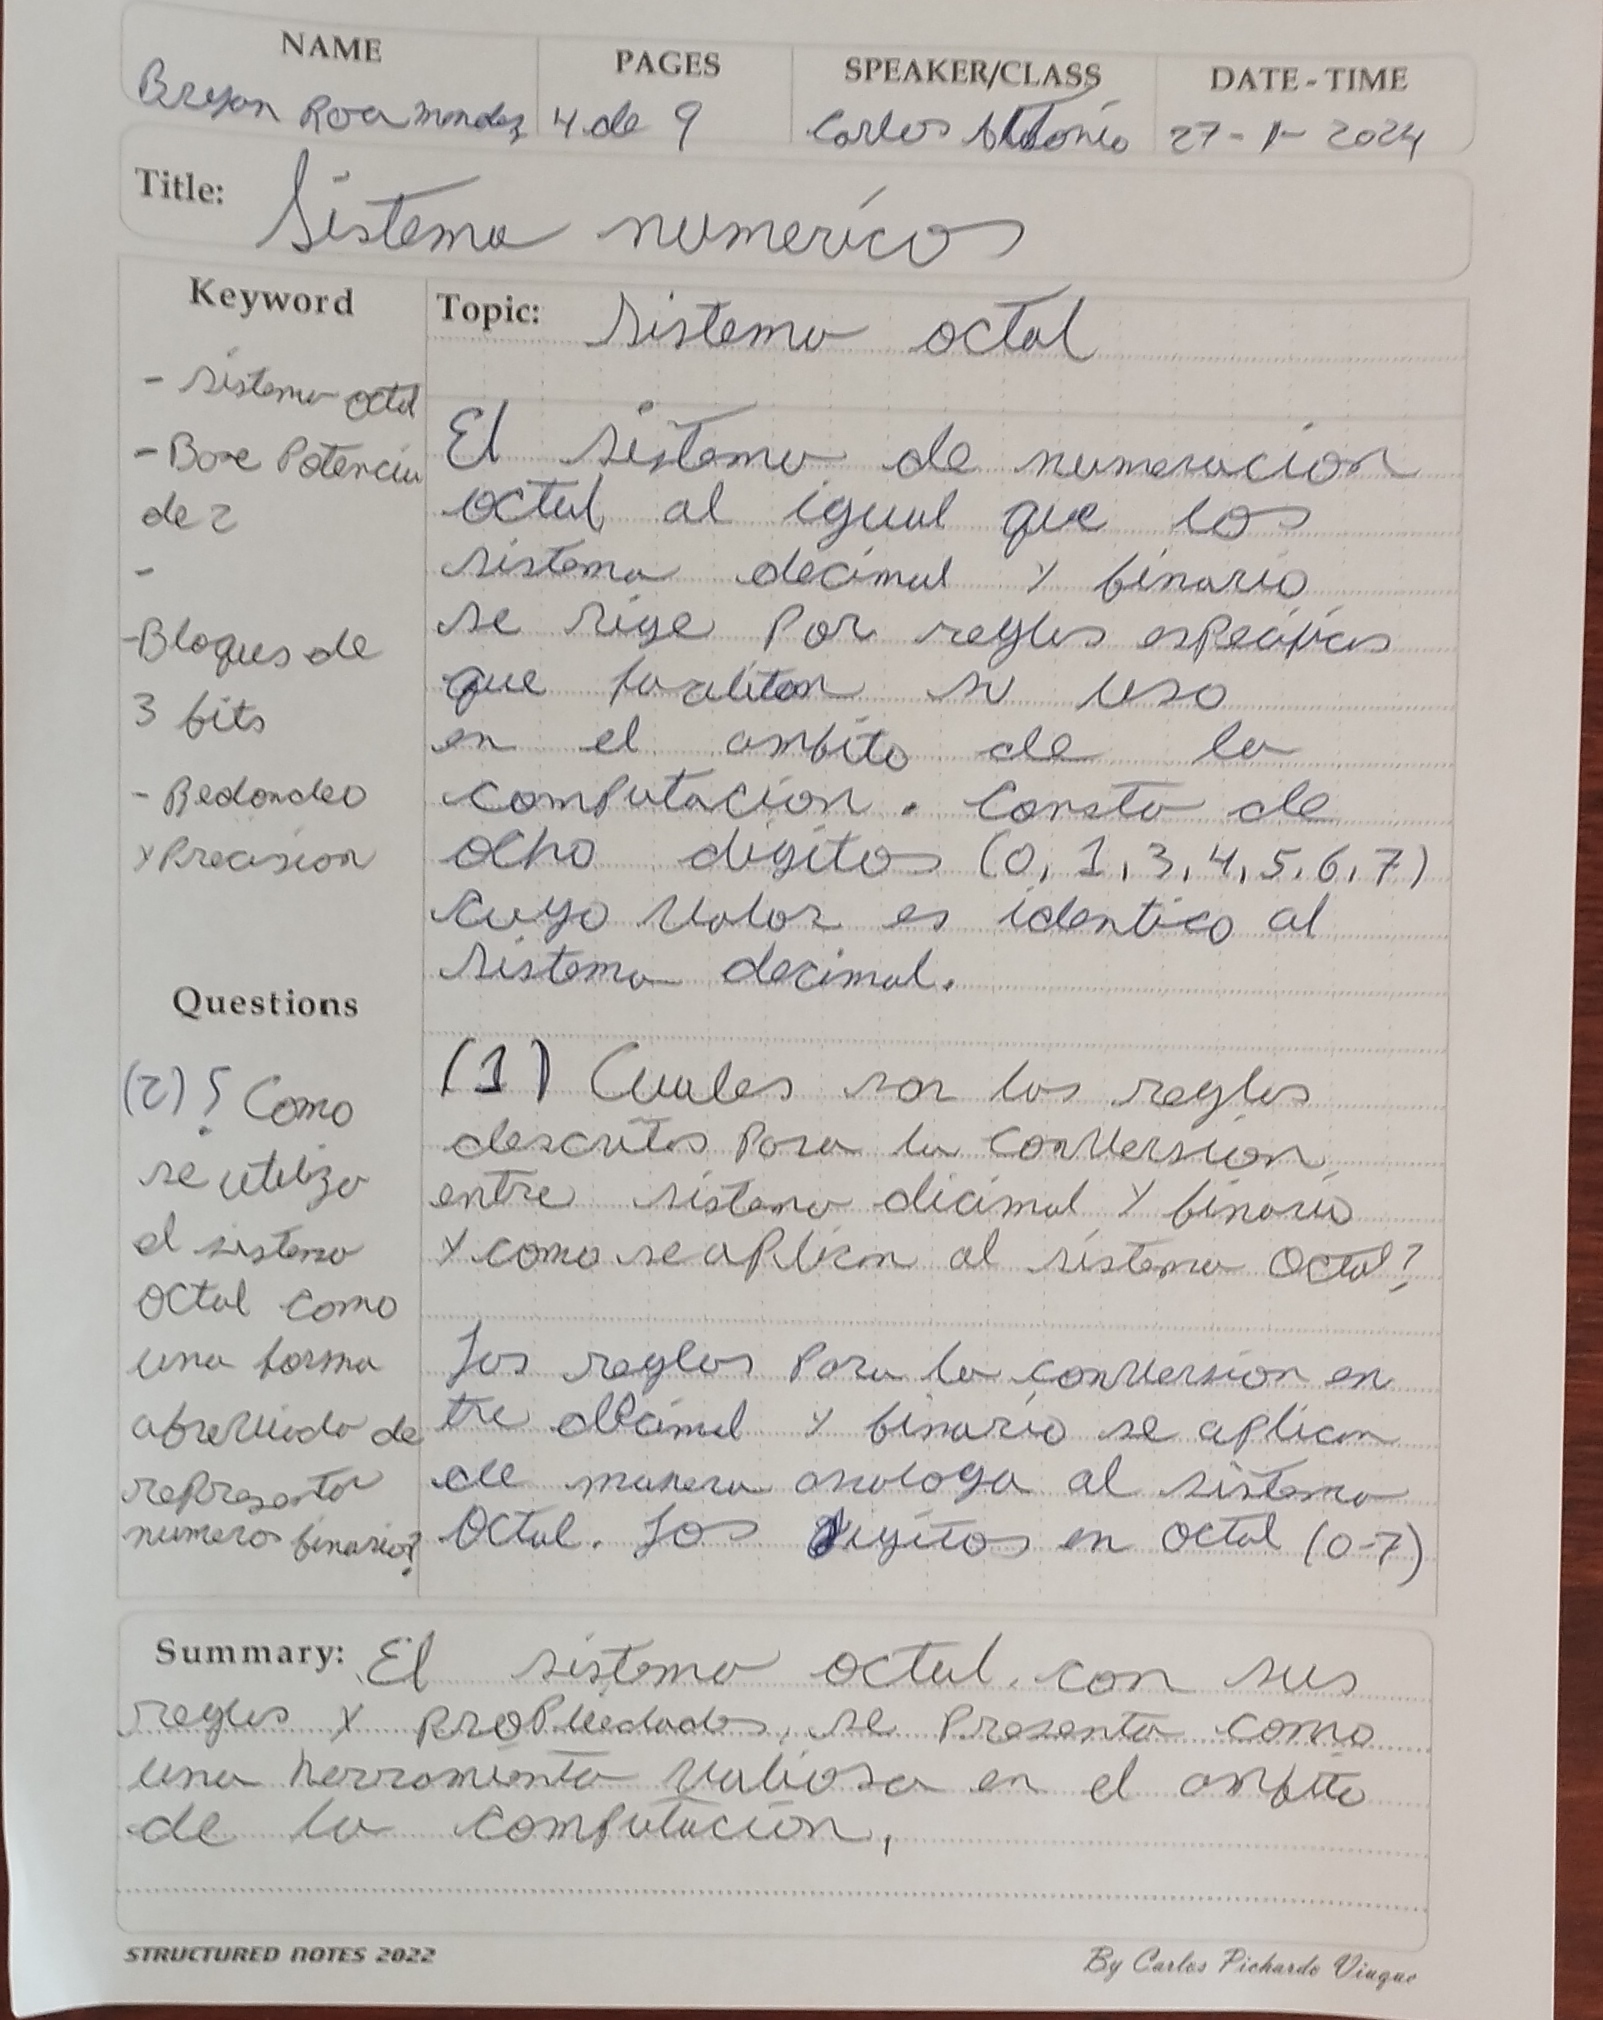 NAME PAGES SPEAKER/CLASS DATE - TIME
Bryan Roa Mendez 4 de 9 Carlos Antonio 27 - 1 - 2024
Title: Sistema numericos
Keyword
- sistema octal
- Base Potencia
de 2
-
- Bloques de
3 bits
- Redondeo
y Precision
Questions
(2) ¿ Como
se utiliza
el sistema
octal como
una forma
abreviada de
representar
numeros binarios?
Topic: sistema octal
El sistema de numeracion
octal al igual que los
sistema decimal y binario
se rige por reglas especificas
que facilitan su uso
en el ambito de la
computacion. Consta de
ocho digitos (0, 1, 3, 4, 5, 6, 7)
cuyo valor es identico al
sistema decimal.
(1) Cuales son las reglas
descritas para la conversion
entre sistema dicimal y binario
y como se aplican al sistema Octal?
Las reglas para la conversion en
tre decimal y binario se aplican
de manera analoga al sistema
Octal. Los digitos en octal (0-7)
Summary: El sistema octal, con sus
reglas y propiedades, se presenta como
una herramienta valiosa en el ambito
de la computación,
STRUCTURED NOTES 2022 By Carlos Pichardo Viuque